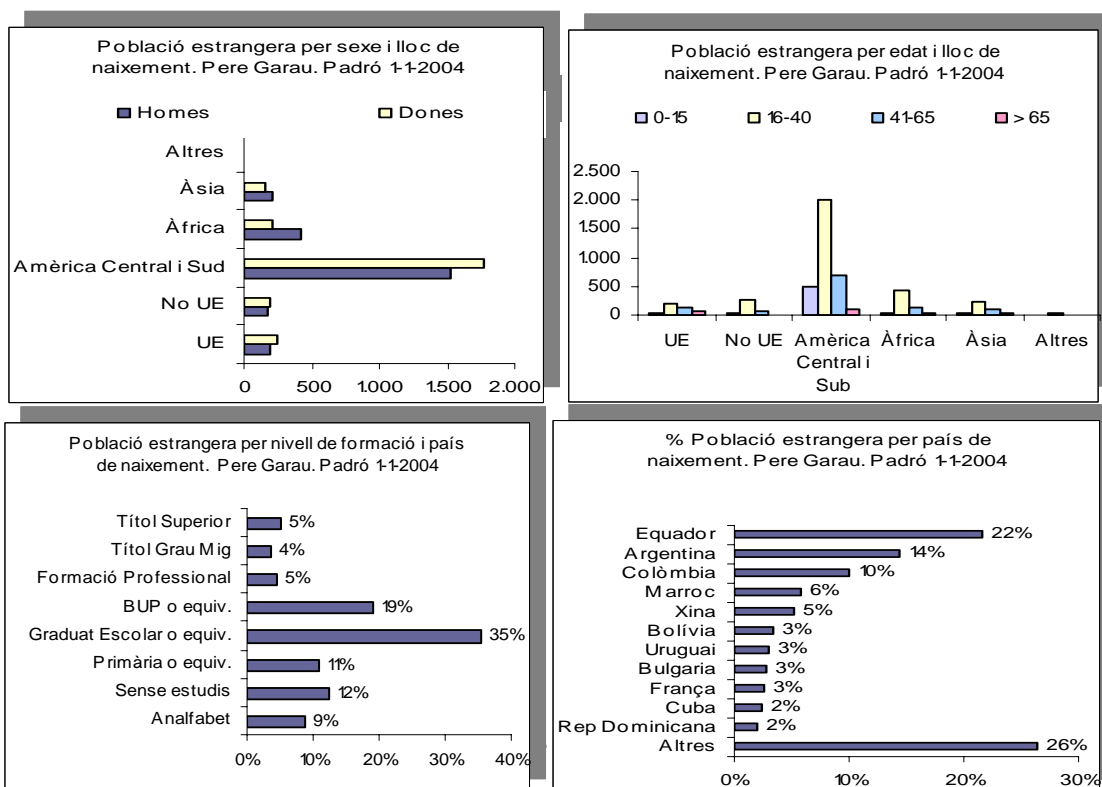 Població estrangera per sexe i lloc de
naixement. Pere Garau. Padró 1-1-2004
Homes Dones
Altres
Àsia
Àfrica
Amèrica Central i Sud
No UE
UE
0 500 1.000 1.500 2.000
Població estrangera per edat i lloc de
naixement. Pere Garau. Padró 1-1-2004
0-15 16-40 41-65 > 65
2.500
2.000
1.500
1.000
500
0
UE No UE Amèrica Àfrica Àsia Altres
Central i
Sub
Població estrangera per nivell de formació i país
de naixement. Pere Garau. Padró 1-1-2004
Títol Superior 5%
Títol Grau Mig 4%
Formació Professional 5%
BUP o equiv. 19%
Graduat Escolar o equiv. 35%
Primària o equiv. 11%
Sense estudis 12%
Analfabet 9%
0% 10% 20% 30% 40%
% Població estrangera per país de
naixement. Pere Garau. Padró 1-1-2004
Equador 22%
Argentina 14%
Colòmbia 10%
Marroc 6%
Xina 5%
Bolívia 3%
Uruguai 3%
Bulgaria 3%
França 3%
Cuba 2%
Rep Dominicana 2%
Altres 26%
0% 10% 20% 30%